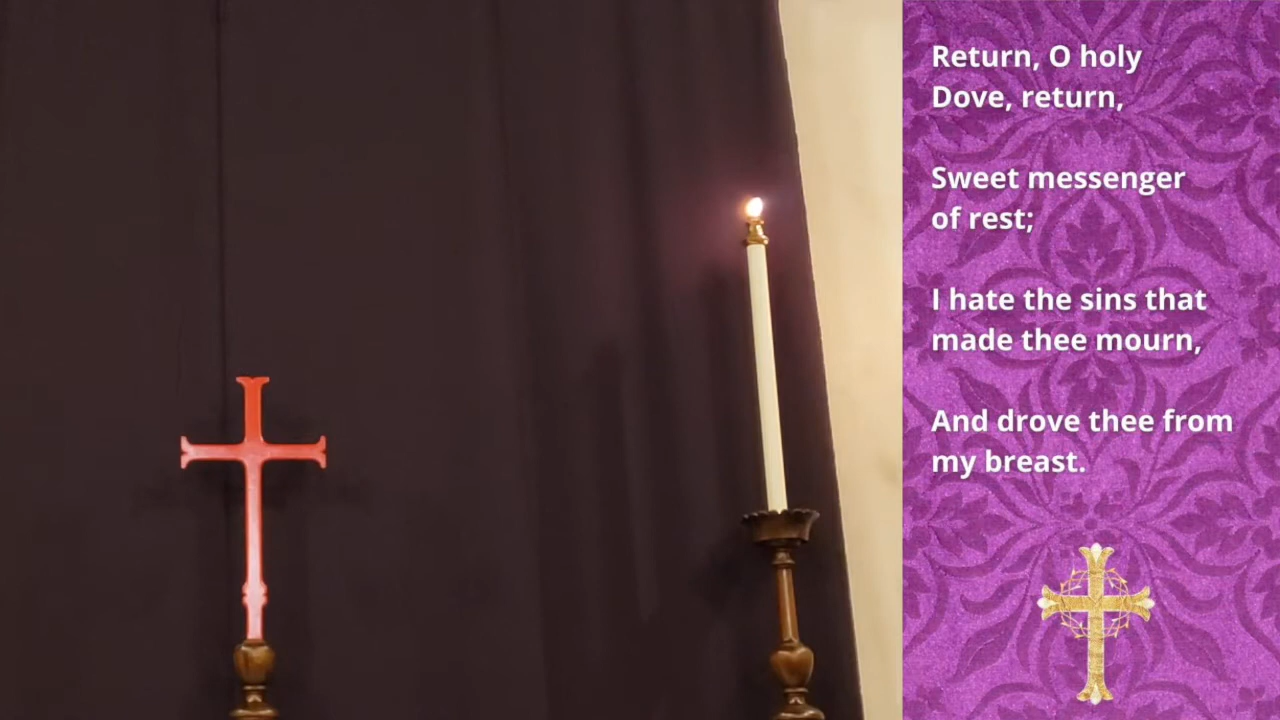 Return, O holy
Dove, return,
Sweet messenger
of rest;
I hate the sins that
made thee mourn,
And drove thee from
my breast.